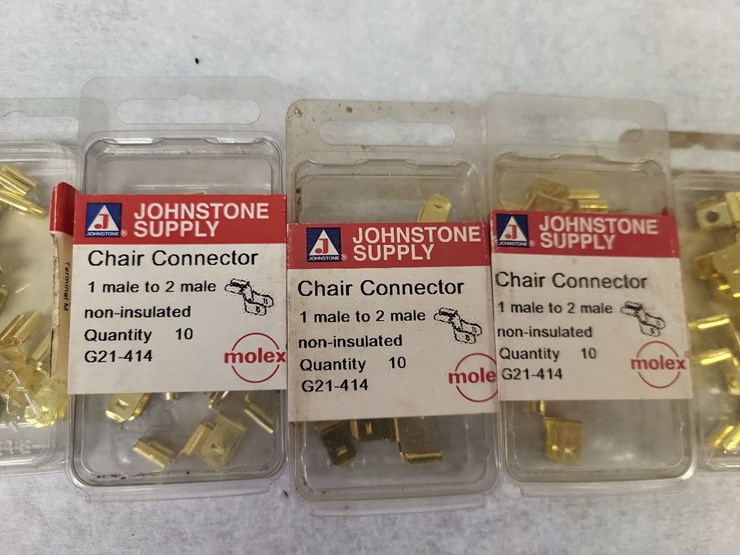 Terminal M
JOHNSTONE
JOHNSTONE
SUPPLY
Chair Connector
1 male to 2 male
non-insulated
Quantity 10
G21-414
molex
JOHNSTONE
JOHNSTONE
SUPPLY
Chair Connector
1 male to 2 male
non-insulated
Quantity 10
G21-414
mole
JOHNSTONE
JOHNSTONE
SUPPLY
Chair Connector
1 male to 2 male
non-insulated
Quantity 10
G21-414
molex